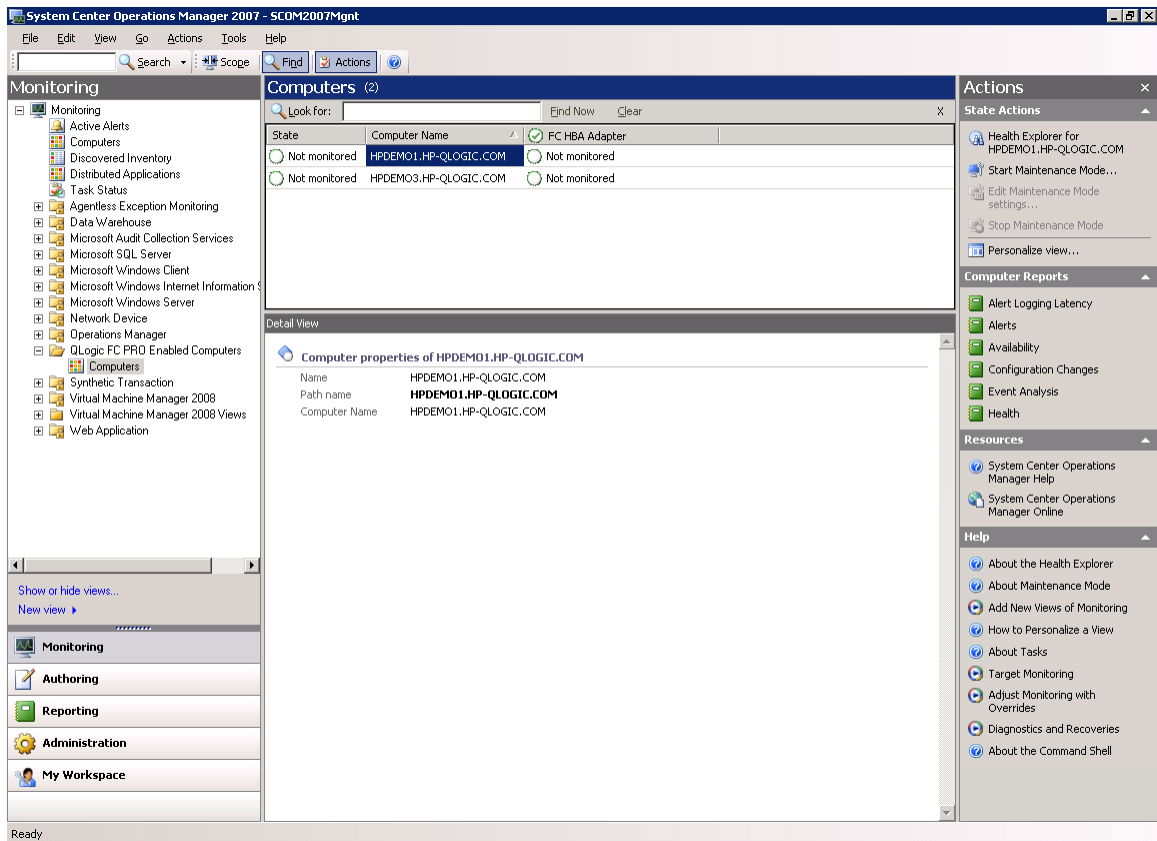 System Center Operations Manager 2007 - SCOM2007Mgnt
File Edit View Go Actions Tools Help
Search Scope Find Actions
Monitoring
Monitoring
Active Alerts
Computers
Discovered Inventory
Distributed Applications
Task Status
Agentless Exception Monitoring
Data Warehouse
Microsoft Audit Collection Services
Microsoft SQL Server
Microsoft Windows Client
Microsoft Windows Internet Information S
Microsoft Windows Server
Network Device
Operations Manager
QLogic FC PRO Enabled Computers
Computers
Synthetic Transaction
Virtual Machine Manager 2008
Virtual Machine Manager 2008 Views
Web Application
Show or hide views...
New view
Monitoring
Authoring
Reporting
Administration
My Workspace
Computers (2)
Look for: Find Now Clear X
State Computer Name FC HBA Adapter
Not monitored HPDEMO1.HP-QLOGIC.COM Not monitored
Not monitored HPDEMO3.HP-QLOGIC.COM Not monitored
Detail View
Computer properties of HPDEMO1.HP-QLOGIC.COM
Name HPDEMO1.HP-QLOGIC.COM
Path name HPDEMO1.HP-QLOGIC.COM
Computer Name HPDEMO1.HP-QLOGIC.COM
Actions
State Actions
Health Explorer for
HPDEMO1.HP-QLOGIC.COM
Start Maintenance Mode...
Edit Maintenance Mode
settings...
Stop Maintenance Mode
Personalize view...
Computer Reports
Alert Logging Latency
Alerts
Availability
Configuration Changes
Event Analysis
Health
Resources
System Center Operations
Manager Help
System Center Operations
Manager Online
Help
About the Health Explorer
About Maintenance Mode
Add New Views of Monitoring
How to Personalize a View
About Tasks
Target Monitoring
Adjust Monitoring with
Overrides
Diagnostics and Recoveries
About the Command Shell
Ready